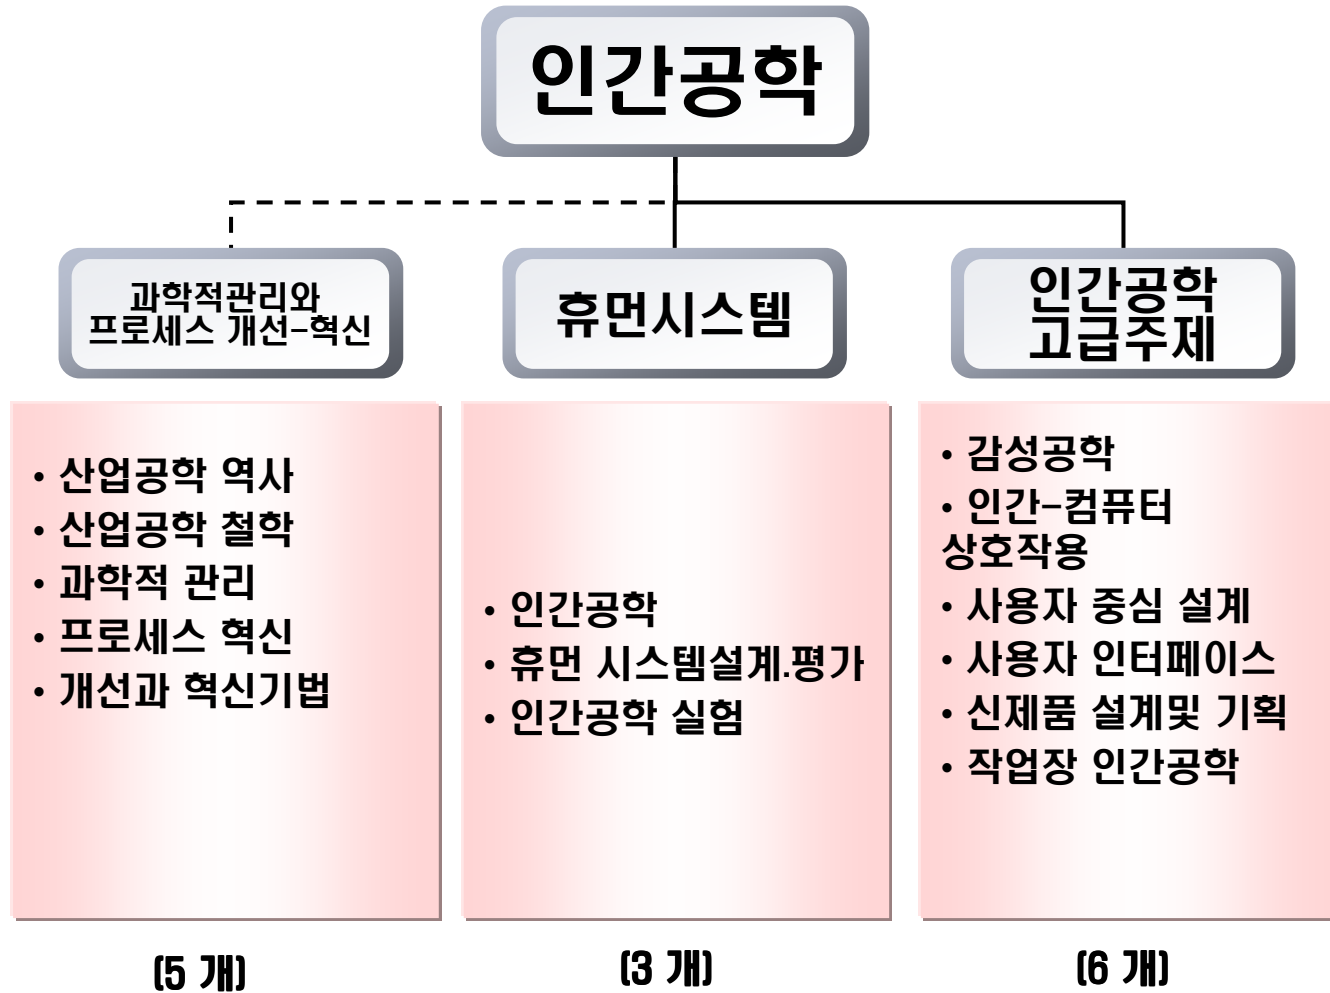 인간공학
과학적관리와
프로세스 개선-혁신
휴먼시스템
인간공학
고급주제
• 산업공학 역사
• 산업공학 철학
• 과학적 관리
• 프로세스 혁신
• 개선과 혁신기법
• 인간공학
• 휴먼 시스템설계.평가
• 인간공학 실험
• 감성공학
• 인간-컴퓨터
상호작용
• 사용자 중심 설계
• 사용자 인터페이스
• 신제품 설계및 기획
• 작업장 인간공학
(5 개)
(3 개)
(6 개)